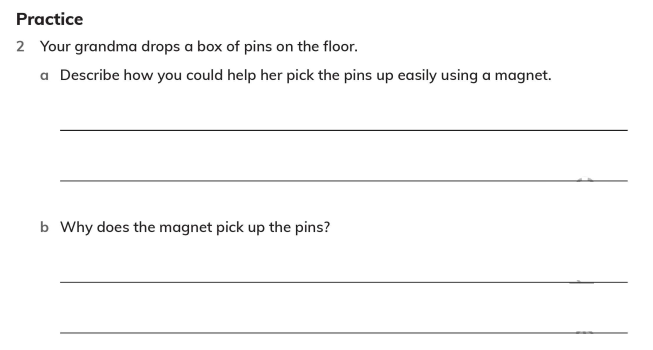 Practice
2 Your grandma drops a box of pins on the floor.
a Describe how you could help her pick the pins up easily using a magnet.
b Why does the magnet pick up the pins?